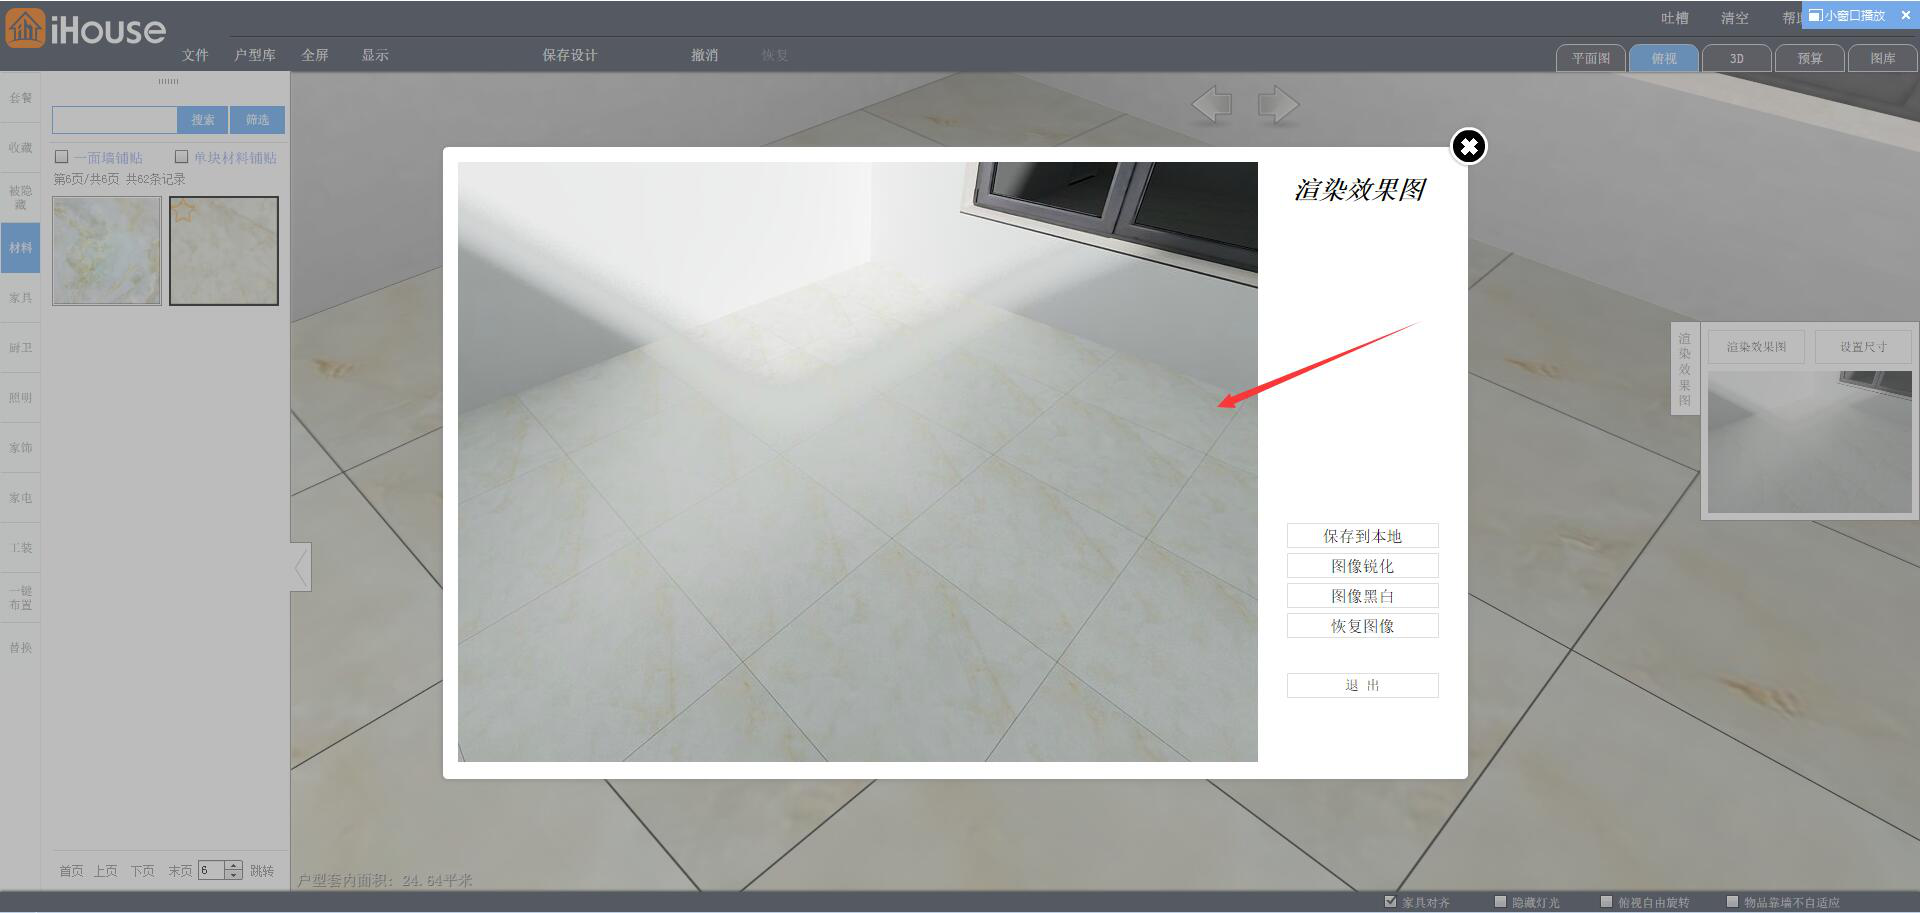 iHouse
吐槽 清空
小窗口播放
文件 户型库 全屏 显示 保存设计 撤消 恢复
平面图 俯视 3D 预算 图库
套餐
收藏
被隐
藏
材料
家具
厨卫
照明
家饰
家电
工装
一键
布置
替换
搜索 筛选
一面墙铺贴 单块材料铺贴
第6页/共6页 共62条记录
渲染效果图
保存到本地
图像锐化
图像黑白
恢复图像
退 出
渲染效果图
渲染效果图 设置尺寸
首页 上页 下页 末页 6 跳转
户型套内面积: 24.64平米
家具对齐 隐藏灯光 俯视自由旋转 物品靠墙不自适应